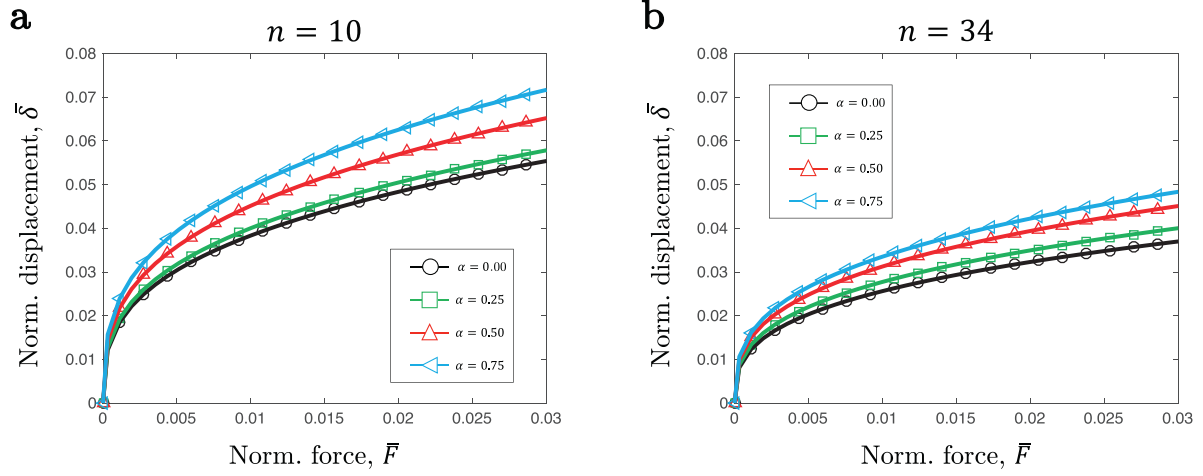 a
n = 10
Norm. displacement, δ̄
0.08
0.07
0.06
0.05
0.04
0.03
0.02
0.01
0
0
0.005
0.01
0.015
0.02
0.025
0.03
α = 0.00
α = 0.25
α = 0.50
α = 0.75
Norm. force, F̄
b
n = 34
Norm. displacement, δ̄
0.08
0.07
0.06
0.05
0.04
0.03
0.02
0.01
0
0
0.005
0.01
0.015
0.02
0.025
0.03
α = 0.00
α = 0.25
α = 0.50
α = 0.75
Norm. force, F̄